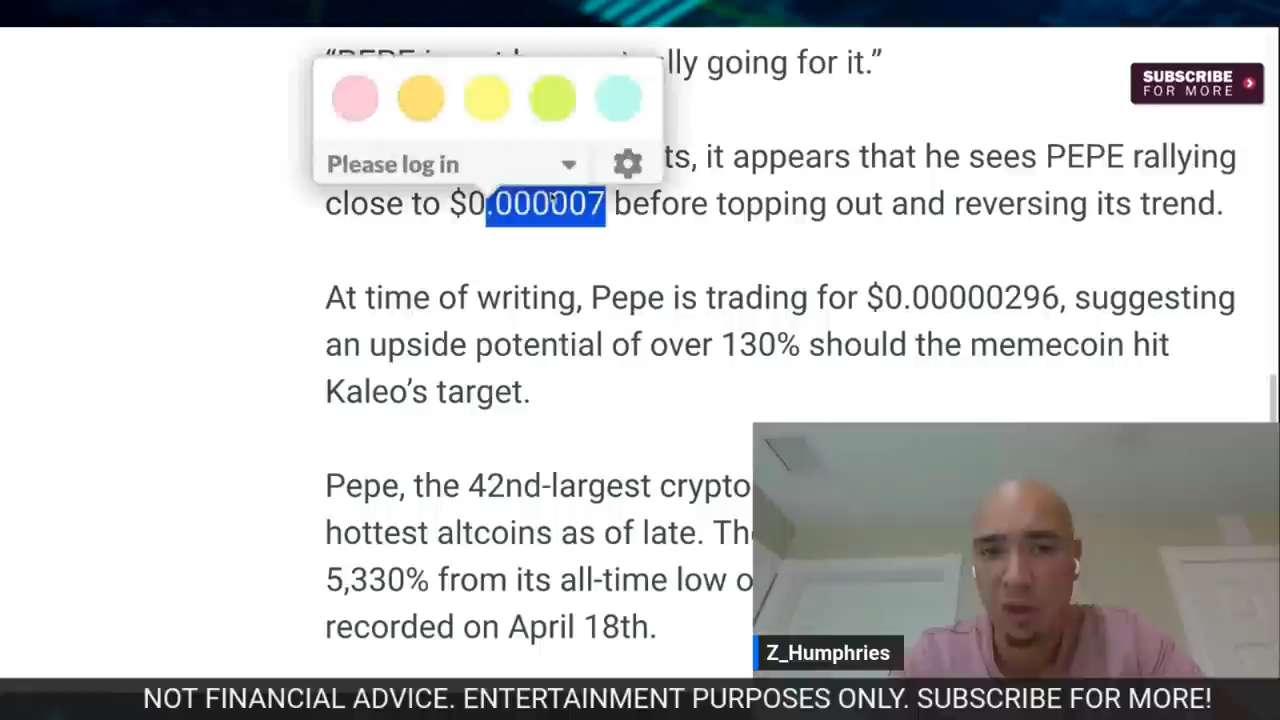 lly going for it.”
SUBSCRIBE
FOR MORE
Please log in
ts, it appears that he sees PEPE rallying
close to $0.000007 before topping out and reversing its trend.
At time of writing, Pepe is trading for $0.00000296, suggesting
an upside potential of over 130% should the memecoin hit
Kaleo’s target.
Pepe, the 42nd-largest crypto
hottest altcoins as of late. Th
5,330% from its all-time low o
recorded on April 18th.
Z_Humphries
NOT FINANCIAL ADVICE. ENTERTAINMENT PURPOSES ONLY. SUBSCRIBE FOR MORE!